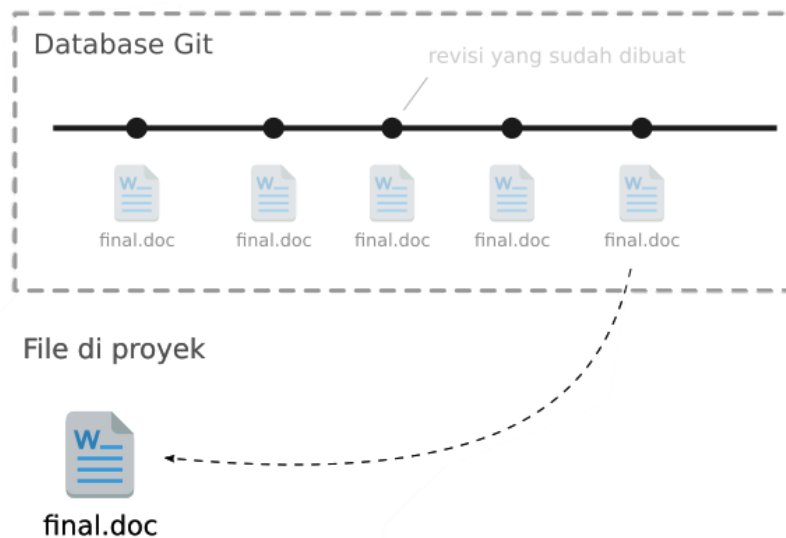 Database Git
revisi yang sudah dibuat
W
W
W
W
W
final.doc
final.doc
final.doc
final.doc
final.doc
File di proyek
W
final.doc